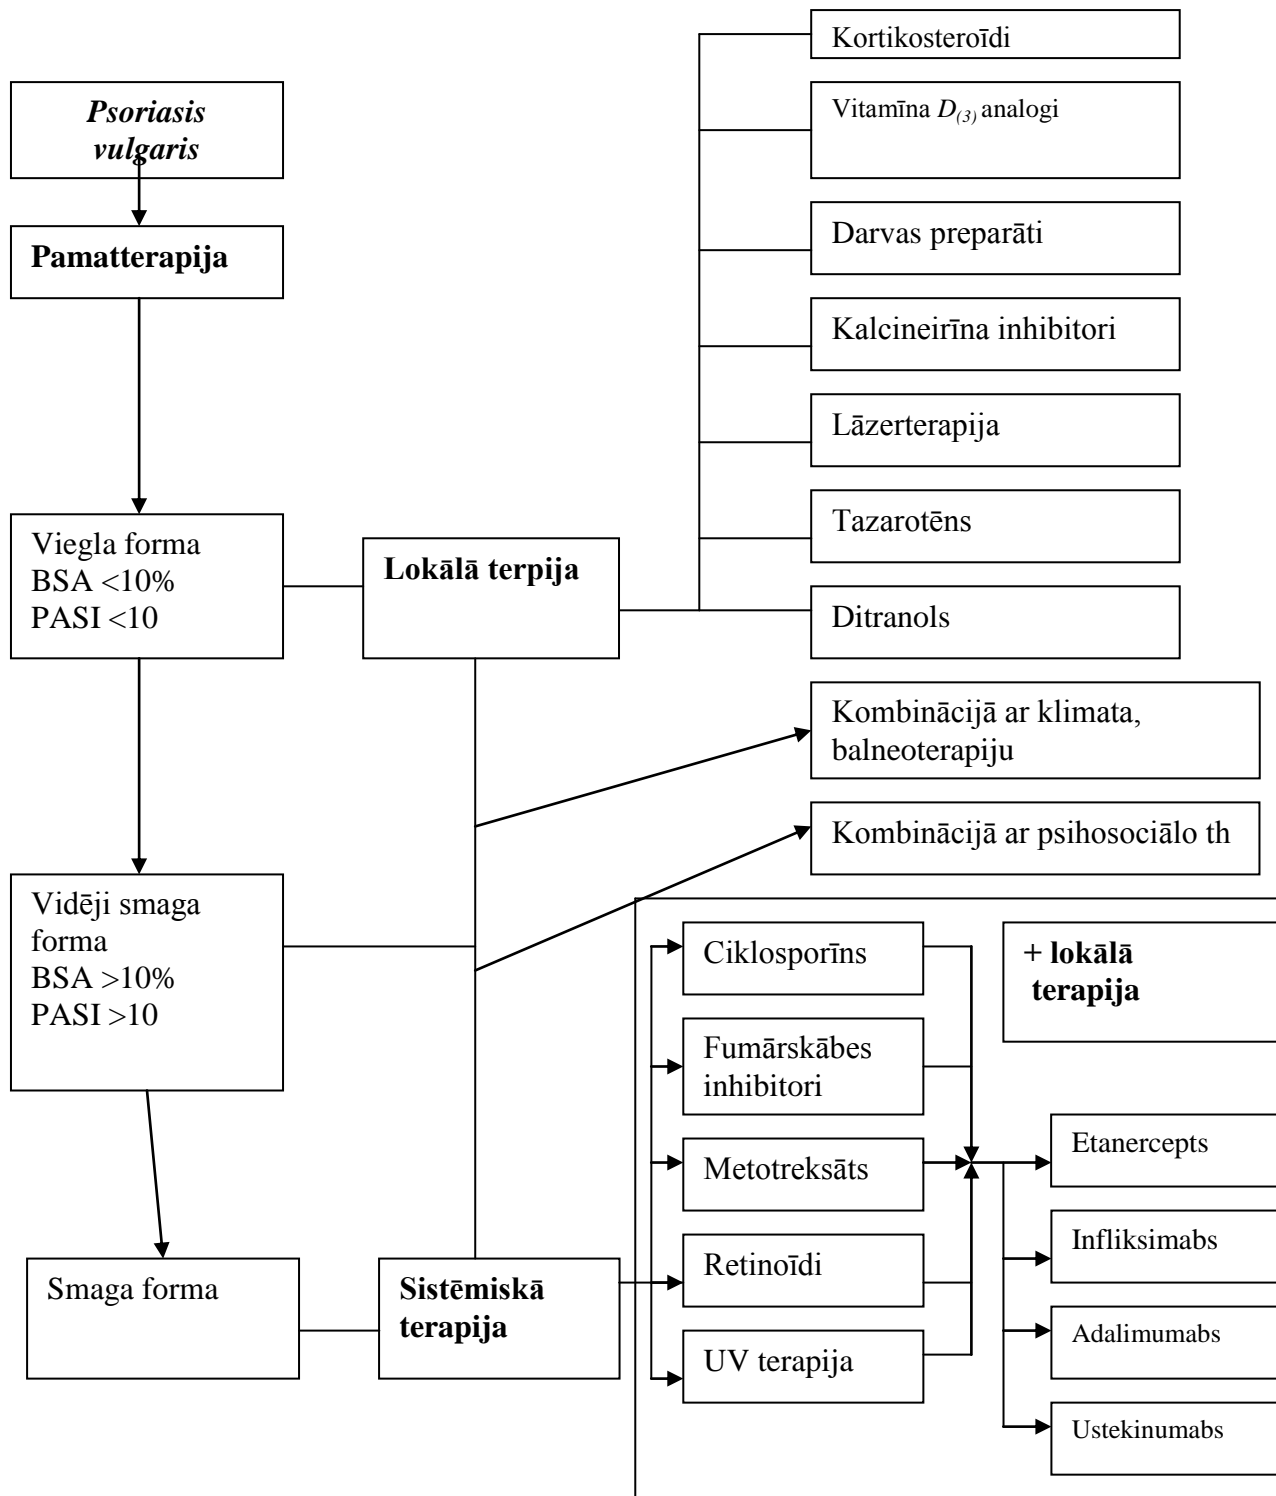 Psoriasis
vulgaris
Pamatterapija
Viegla forma
BSA <10%
PASI <10
Vidēji smaga
forma
BSA >10%
PASI >10
Smaga forma
Lokālā terpija
Sistēmiskā
terapija
Kortikosteroīdi
Vitamīna D(3) analogi
Darvas preparāti
Kalcineirīna inhibitori
Lāzerterapija
Tazarotēns
Ditranols
Kombinācijā ar klimata,
balneoterapiju
Kombinācijā ar psihosociālo th
Ciklosporīns
Fumārskābes
inhibitori
Metotreksāts
Retinoīdi
UV terapija
+ lokālā
terapija
Etanercepts
Infliksimabs
Adalimumabs
Ustekinumabs